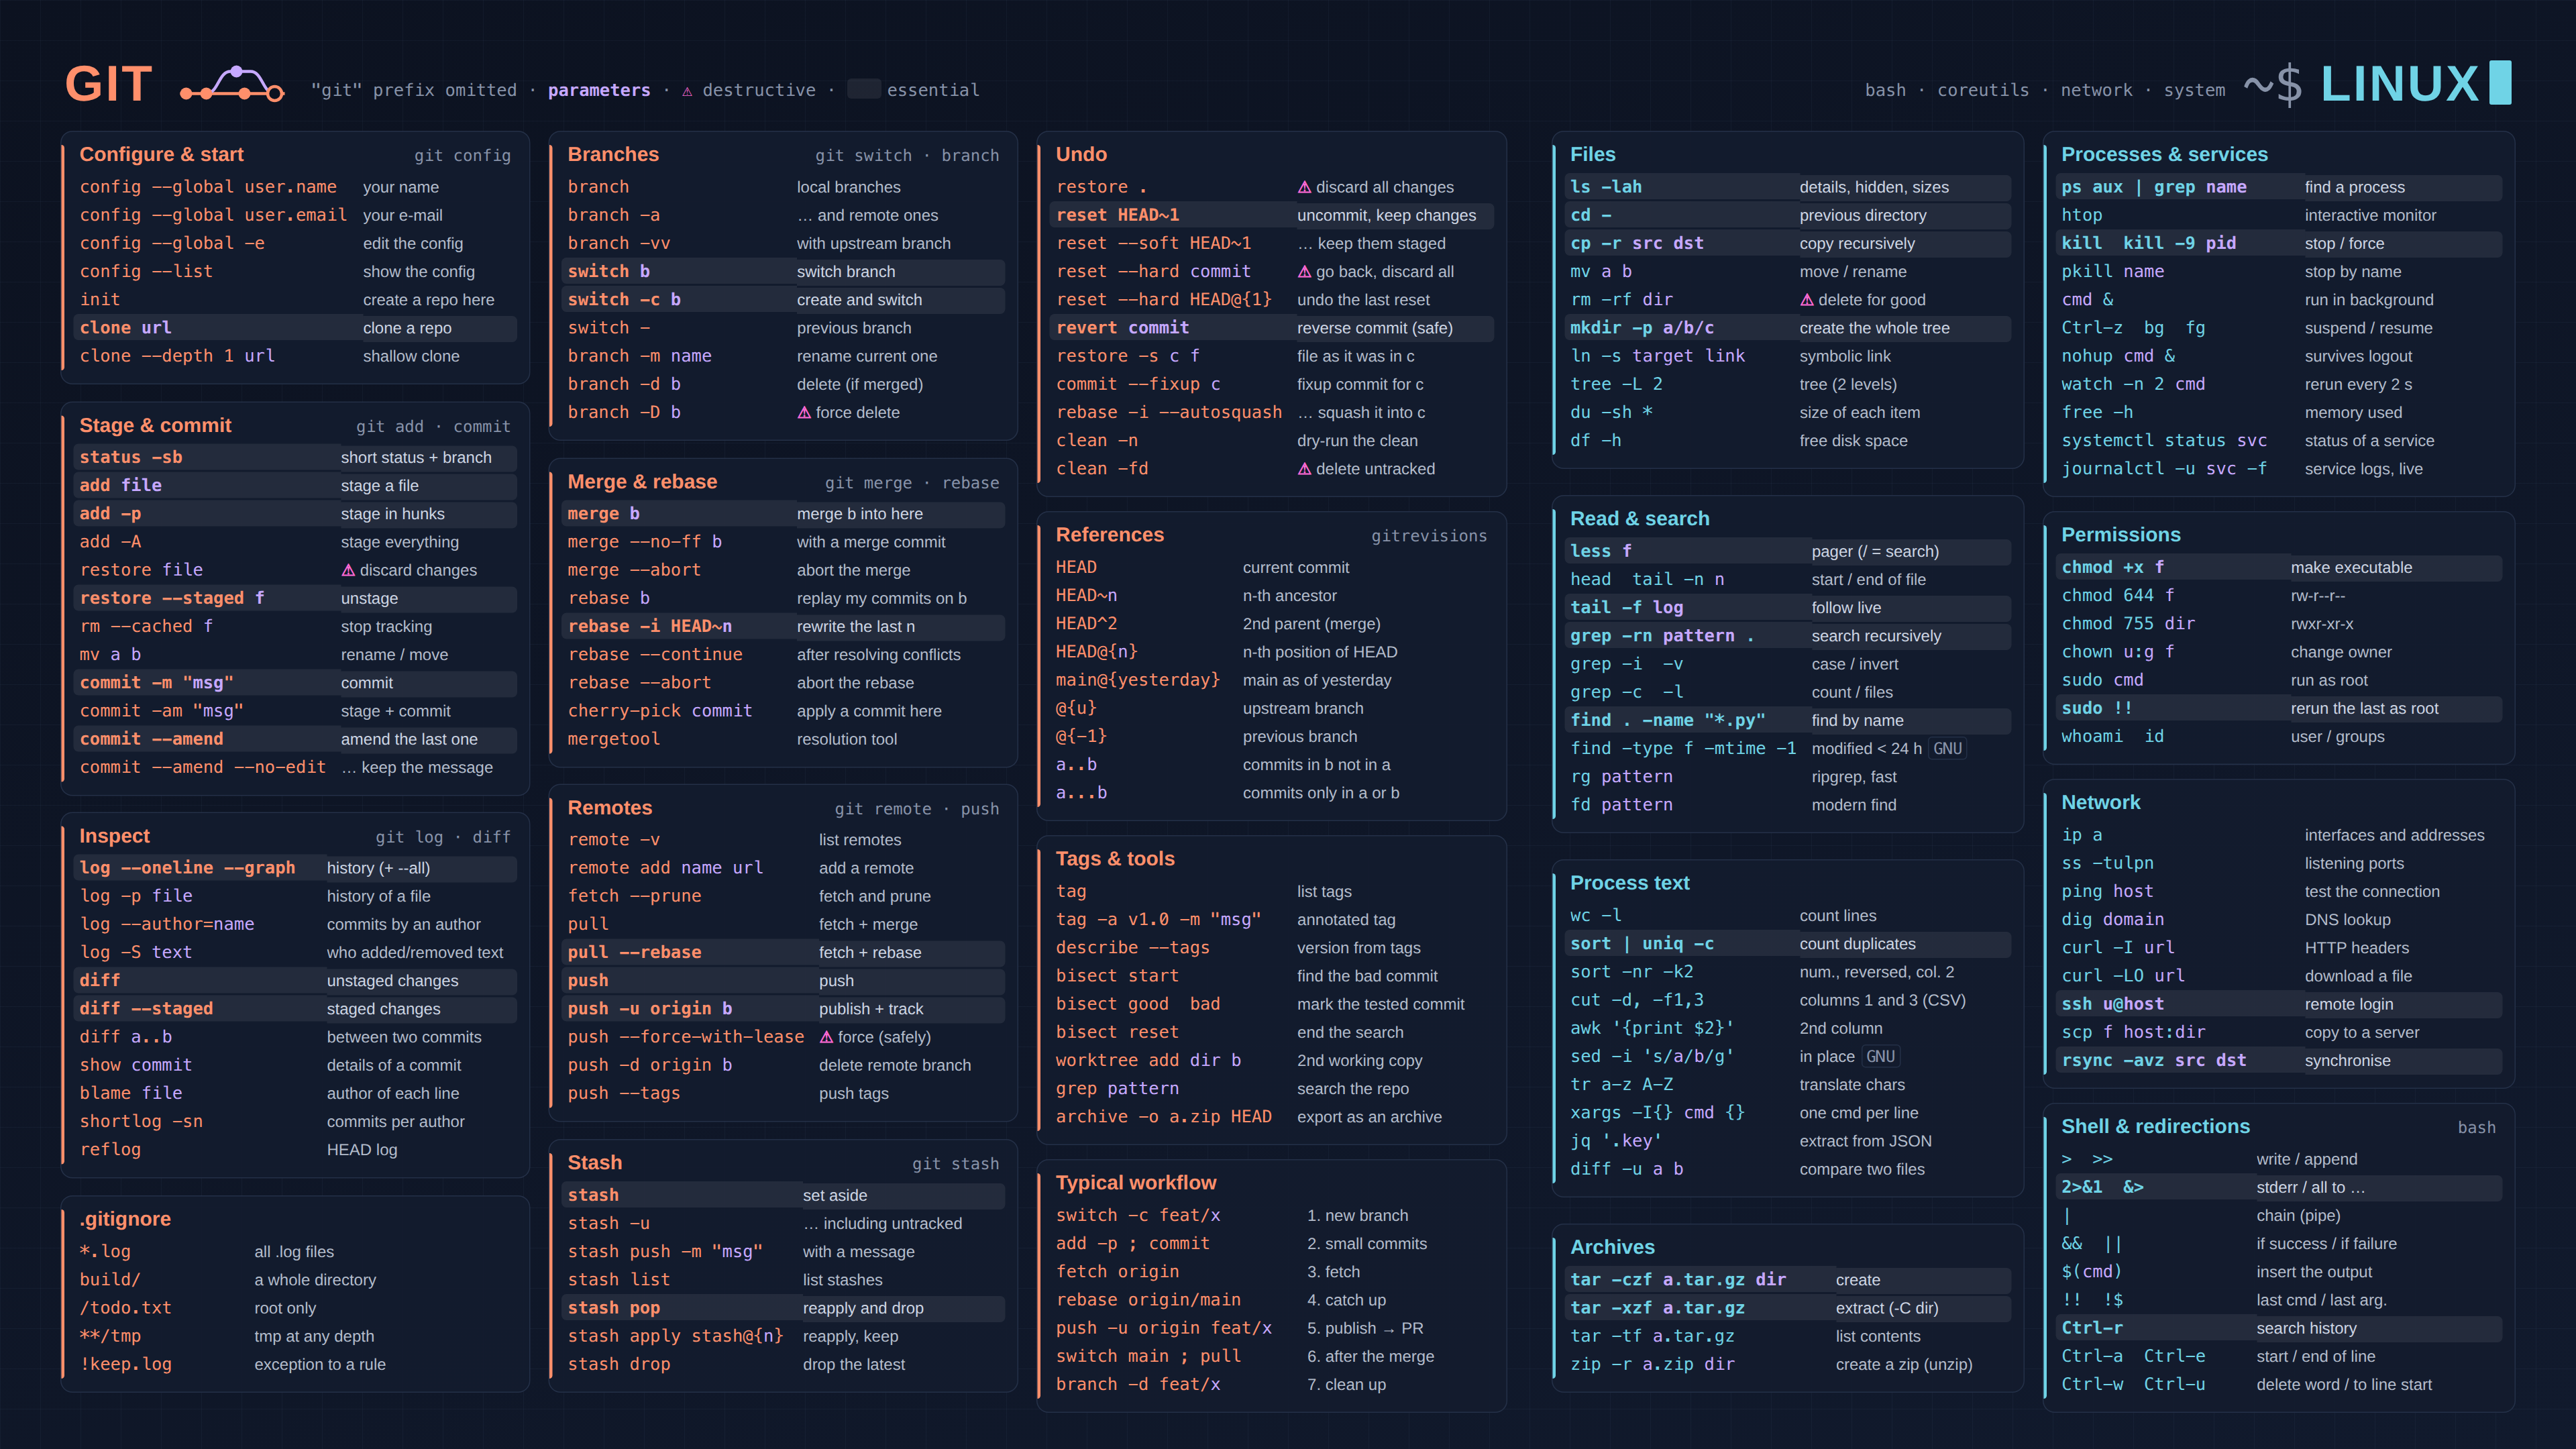 GIT "git" prefix omitted · parameters · ⚠ destructive · essential
bash · coreutils · network · system ~$ LINUX
Configure & start git config
config --global user.name your name
config --global user.email your e-mail
config --global -e edit the config
config --list show the config
init create a repo here
clone url clone a repo
clone --depth 1 url shallow clone
Stage & commit git add · commit
status -sb short status + branch
add file stage a file
add -p stage in hunks
add -A stage everything
restore file ⚠ discard changes
restore --staged f unstage
rm --cached f stop tracking
mv a b rename / move
commit -m "msg" commit
commit -am "msg" stage + commit
commit --amend amend the last one
commit --amend --no-edit … keep the message
Inspect git log · diff
log --oneline --graph history (+ --all)
log -p file history of a file
log --author=name commits by an author
log -S text who added/removed text
diff unstaged changes
diff --staged staged changes
diff a..b between two commits
show commit details of a commit
blame file author of each line
shortlog -sn commits per author
reflog HEAD log
.gitignore
*.log all .log files
build/ a whole directory
/todo.txt root only
**/tmp tmp at any depth
!keep.log exception to a rule
Branches git switch · branch
branch local branches
branch -a … and remote ones
branch -vv with upstream branch
switch b switch branch
switch -c b create and switch
switch - previous branch
branch -m name rename current one
branch -d b delete (if merged)
branch -D b ⚠ force delete
Merge & rebase git merge · rebase
merge b merge b into here
merge --no-ff b with a merge commit
merge --abort abort the merge
rebase b replay my commits on b
rebase -i HEAD~n rewrite the last n
rebase --continue after resolving conflicts
rebase --abort abort the rebase
cherry-pick commit apply a commit here
mergetool resolution tool
Remotes git remote · push
remote -v list remotes
remote add name url add a remote
fetch --prune fetch and prune
pull fetch + merge
pull --rebase fetch + rebase
push push
push -u origin b publish + track
push --force-with-lease ⚠ force (safely)
push -d origin b delete remote branch
push --tags push tags
Stash git stash
stash set aside
stash -u … including untracked
stash push -m "msg" with a message
stash list list stashes
stash pop reapply and drop
stash apply stash@{n} reapply, keep
stash drop drop the latest
Undo
restore . ⚠ discard all changes
reset HEAD~1 uncommit, keep changes
reset --soft HEAD~1 … keep them staged
reset --hard commit ⚠ go back, discard all
reset --hard HEAD@{1} undo the last reset
revert commit reverse commit (safe)
restore -s c f file as it was in c
commit --fixup c fixup commit for c
rebase -i --autosquash … squash it into c
clean -n dry-run the clean
clean -fd ⚠ delete untracked
References gitrevisions
HEAD current commit
HEAD~n n-th ancestor
HEAD^2 2nd parent (merge)
HEAD@{n} n-th position of HEAD
main@{yesterday} main as of yesterday
@{u} upstream branch
@{-1} previous branch
a..b commits in b not in a
a...b commits only in a or b
Tags & tools
tag list tags
tag -a v1.0 -m "msg" annotated tag
describe --tags version from tags
bisect start find the bad commit
bisect good bad mark the tested commit
bisect reset end the search
worktree add dir b 2nd working copy
grep pattern search the repo
archive -o a.zip HEAD export as an archive
Typical workflow
switch -c feat/x 1. new branch
add -p ; commit 2. small commits
fetch origin 3. fetch
rebase origin/main 4. catch up
push -u origin feat/x 5. publish → PR
switch main ; pull 6. after the merge
branch -d feat/x 7. clean up
Files
ls -lah details, hidden, sizes
cd - previous directory
cp -r src dst copy recursively
mv a b move / rename
rm -rf dir ⚠ delete for good
mkdir -p a/b/c create the whole tree
ln -s target link symbolic link
tree -L 2 tree (2 levels)
du -sh * size of each item
df -h free disk space
Read & search
less f pager (/ = search)
head tail -n n start / end of file
tail -f log follow live
grep -rn pattern . search recursively
grep -i -v case / invert
grep -c -l count / files
find . -name "*.py" find by name
find -type f -mtime -1 modified < 24 h GNU
rg pattern ripgrep, fast
fd pattern modern find
Process text
wc -l count lines
sort | uniq -c count duplicates
sort -nr -k2 num., reversed, col. 2
cut -d, -f1,3 columns 1 and 3 (CSV)
awk '{print $2}' 2nd column
sed -i 's/a/b/g' in place GNU
tr a-z A-Z translate chars
xargs -I{} cmd {} one cmd per line
jq '.key' extract from JSON
diff -u a b compare two files
Archives
tar -czf a.tar.gz dir create
tar -xzf a.tar.gz extract (-C dir)
tar -tf a.tar.gz list contents
zip -r a.zip dir create a zip (unzip)
Processes & services
ps aux | grep name find a process
htop interactive monitor
kill kill -9 pid stop / force
pkill name stop by name
cmd & run in background
Ctrl-z bg fg suspend / resume
nohup cmd & survives logout
watch -n 2 cmd rerun every 2 s
free -h memory used
systemctl status svc status of a service
journalctl -u svc -f service logs, live
Permissions
chmod +x f make executable
chmod 644 f rw-r--r--
chmod 755 dir rwxr-xr-x
chown u:g f change owner
sudo cmd run as root
sudo !! rerun the last as root
whoami id user / groups
Network
ip a interfaces and addresses
ss -tulpn listening ports
ping host test the connection
dig domain DNS lookup
curl -I url HTTP headers
curl -LO url download a file
ssh u@host remote login
scp f host:dir copy to a server
rsync -avz src dst synchronise
Shell & redirections bash
> >> write / append
2>&1 &> stderr / all to …
| chain (pipe)
&& || if success / if failure
$(cmd) insert the output
!! !$ last cmd / last arg.
Ctrl-r search history
Ctrl-a Ctrl-e start / end of line
Ctrl-w Ctrl-u delete word / to line start